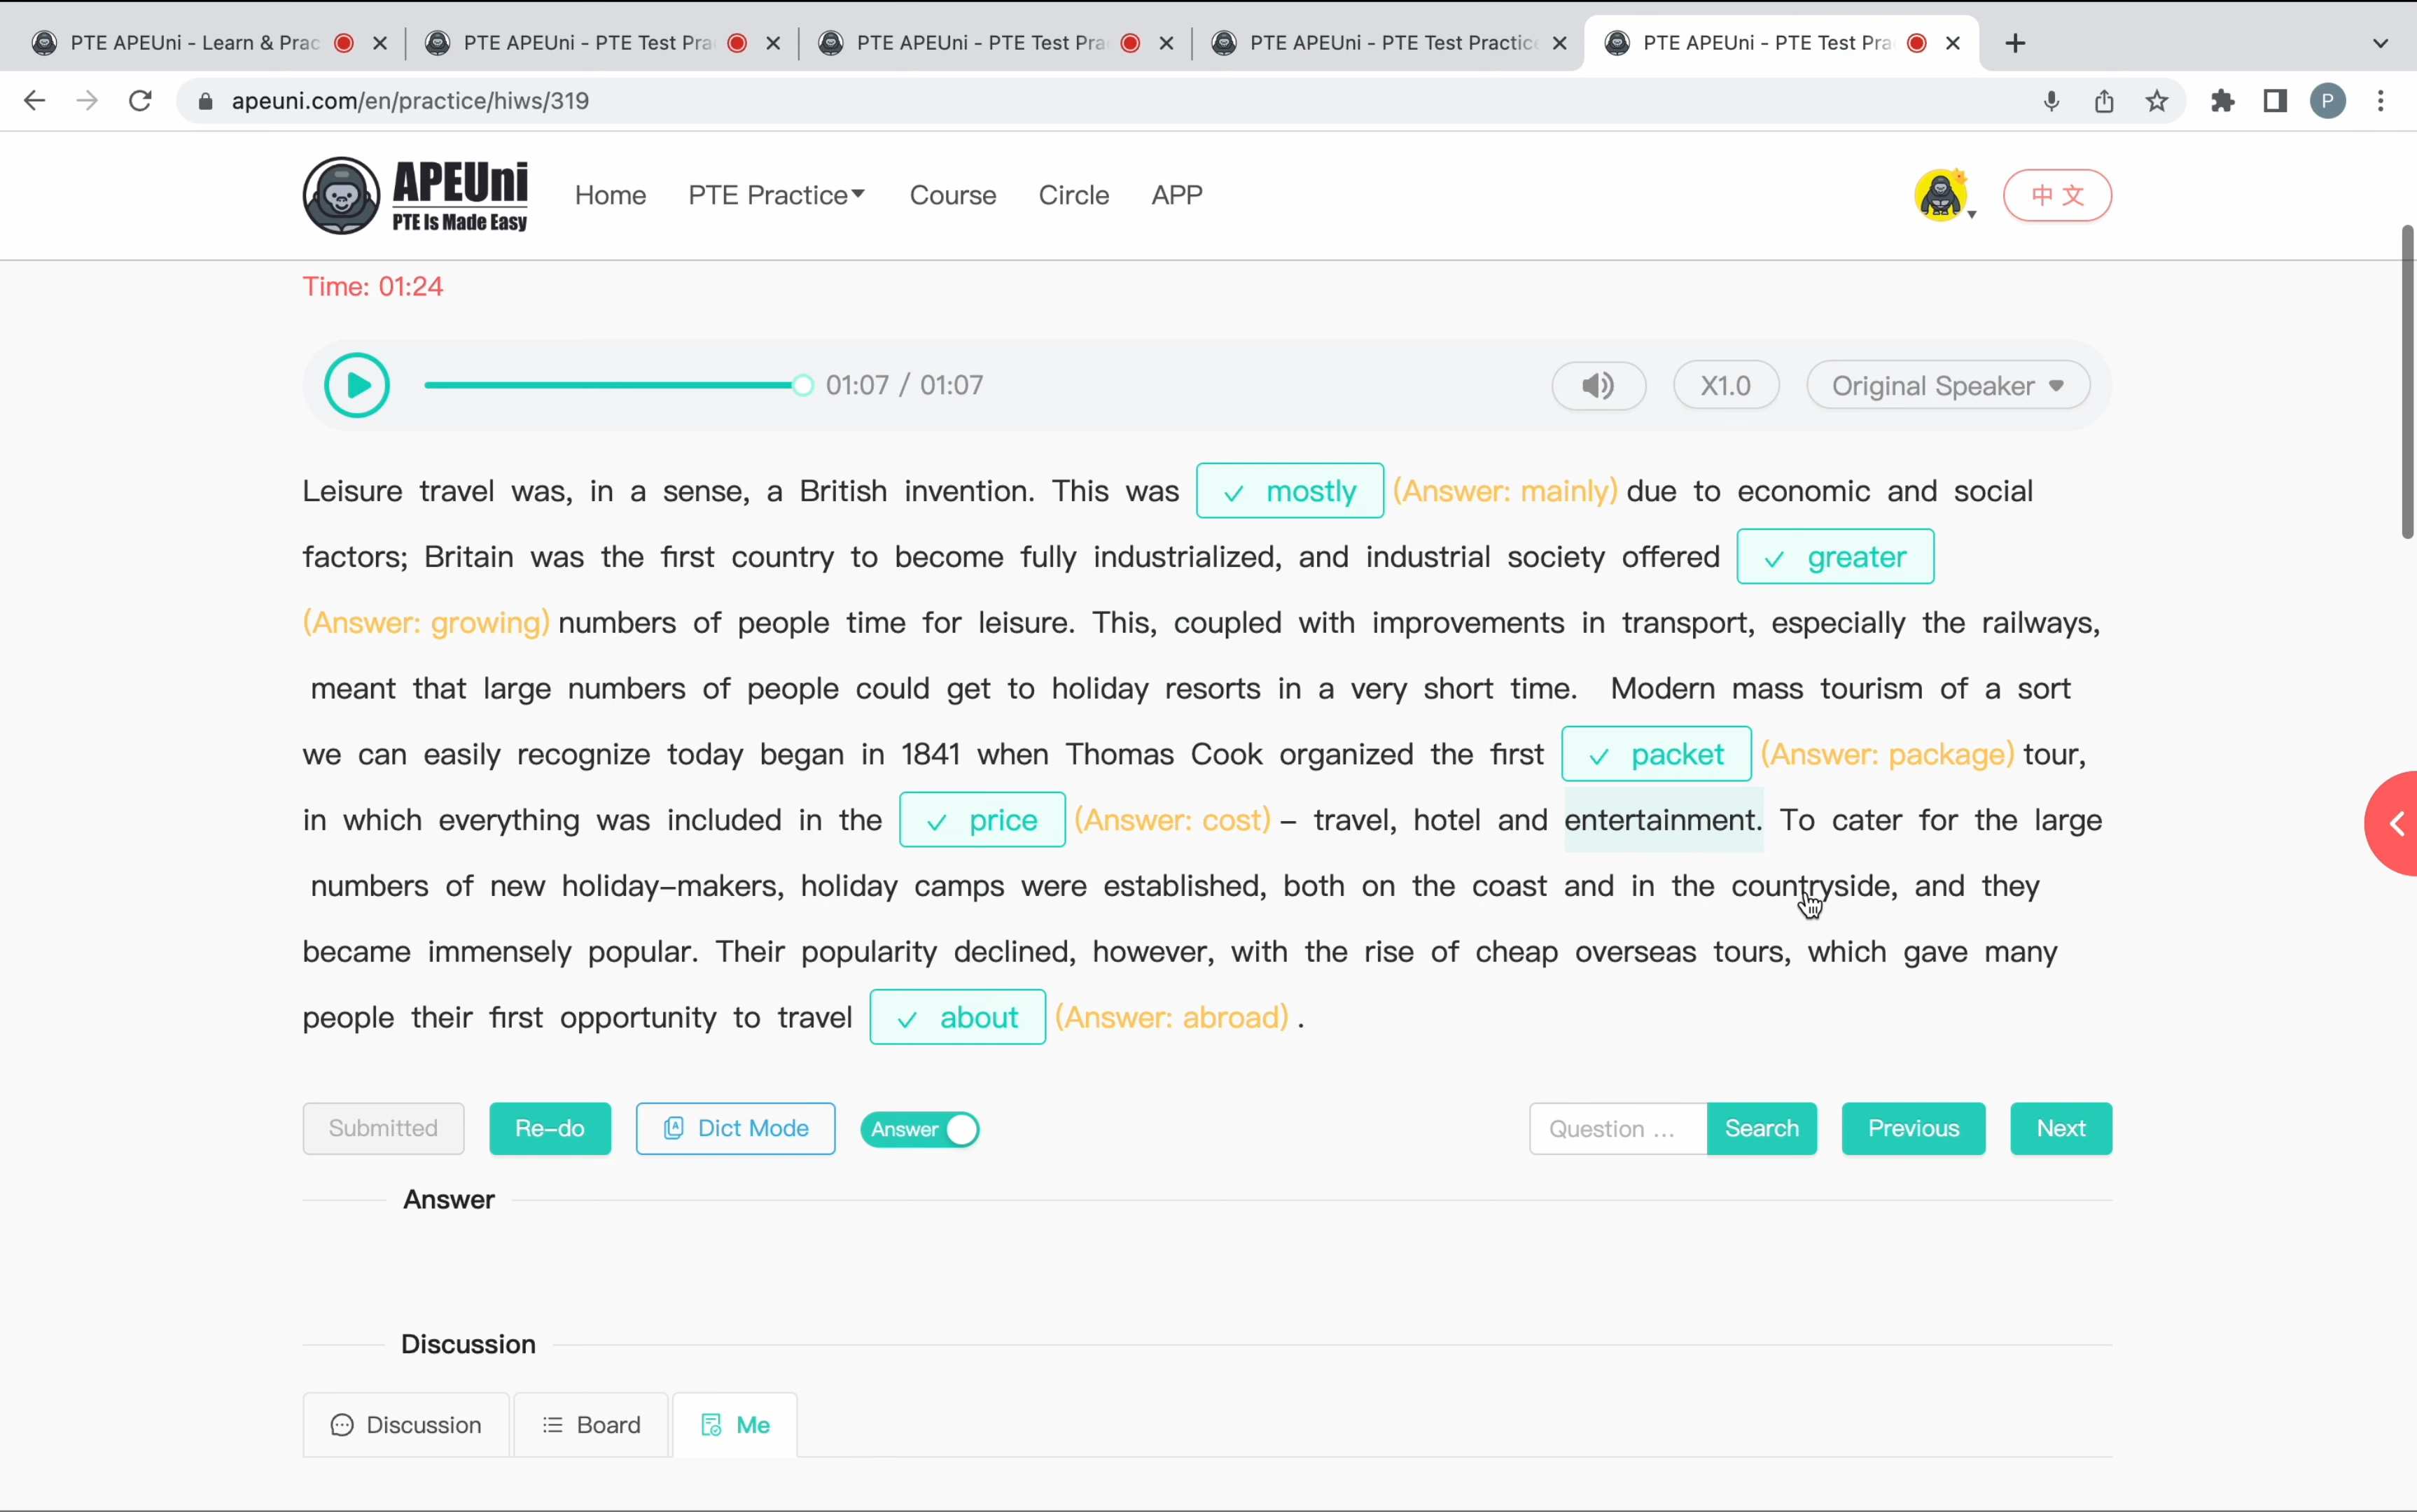 PTE APEUni - Learn & Prac
PTE APEUni - PTE Test Pra
PTE APEUni - PTE Test Pra
PTE APEUni - PTE Test Practic
PTE APEUni - PTE Test Pra
apeuni.com/en/practice/hiws/319
P
APEUni
PTE Is Made Easy
Home
PTE Practice
Course
Circle
APP
中文
Time: 01:24
01:07 / 01:07
X1.0
Original Speaker
Leisure travel was, in a sense, a British invention. This was mostly (Answer: mainly) due to economic and social
factors; Britain was the first country to become fully industrialized, and industrial society offered greater
(Answer: growing) numbers of people time for leisure. This, coupled with improvements in transport, especially the railways,
meant that large numbers of people could get to holiday resorts in a very short time. Modern mass tourism of a sort
we can easily recognize today began in 1841 when Thomas Cook organized the first packet (Answer: package) tour,
in which everything was included in the price (Answer: cost) – travel, hotel and entertainment. To cater for the large
numbers of new holiday–makers, holiday camps were established, both on the coast and in the countryside, and they
became immensely popular. Their popularity declined, however, with the rise of cheap overseas tours, which gave many
people their first opportunity to travel about (Answer: abroad) .
Submitted
Re–do
Dict Mode
Answer
Question ...
Search
Previous
Next
Answer
Discussion
Discussion
Board
Me